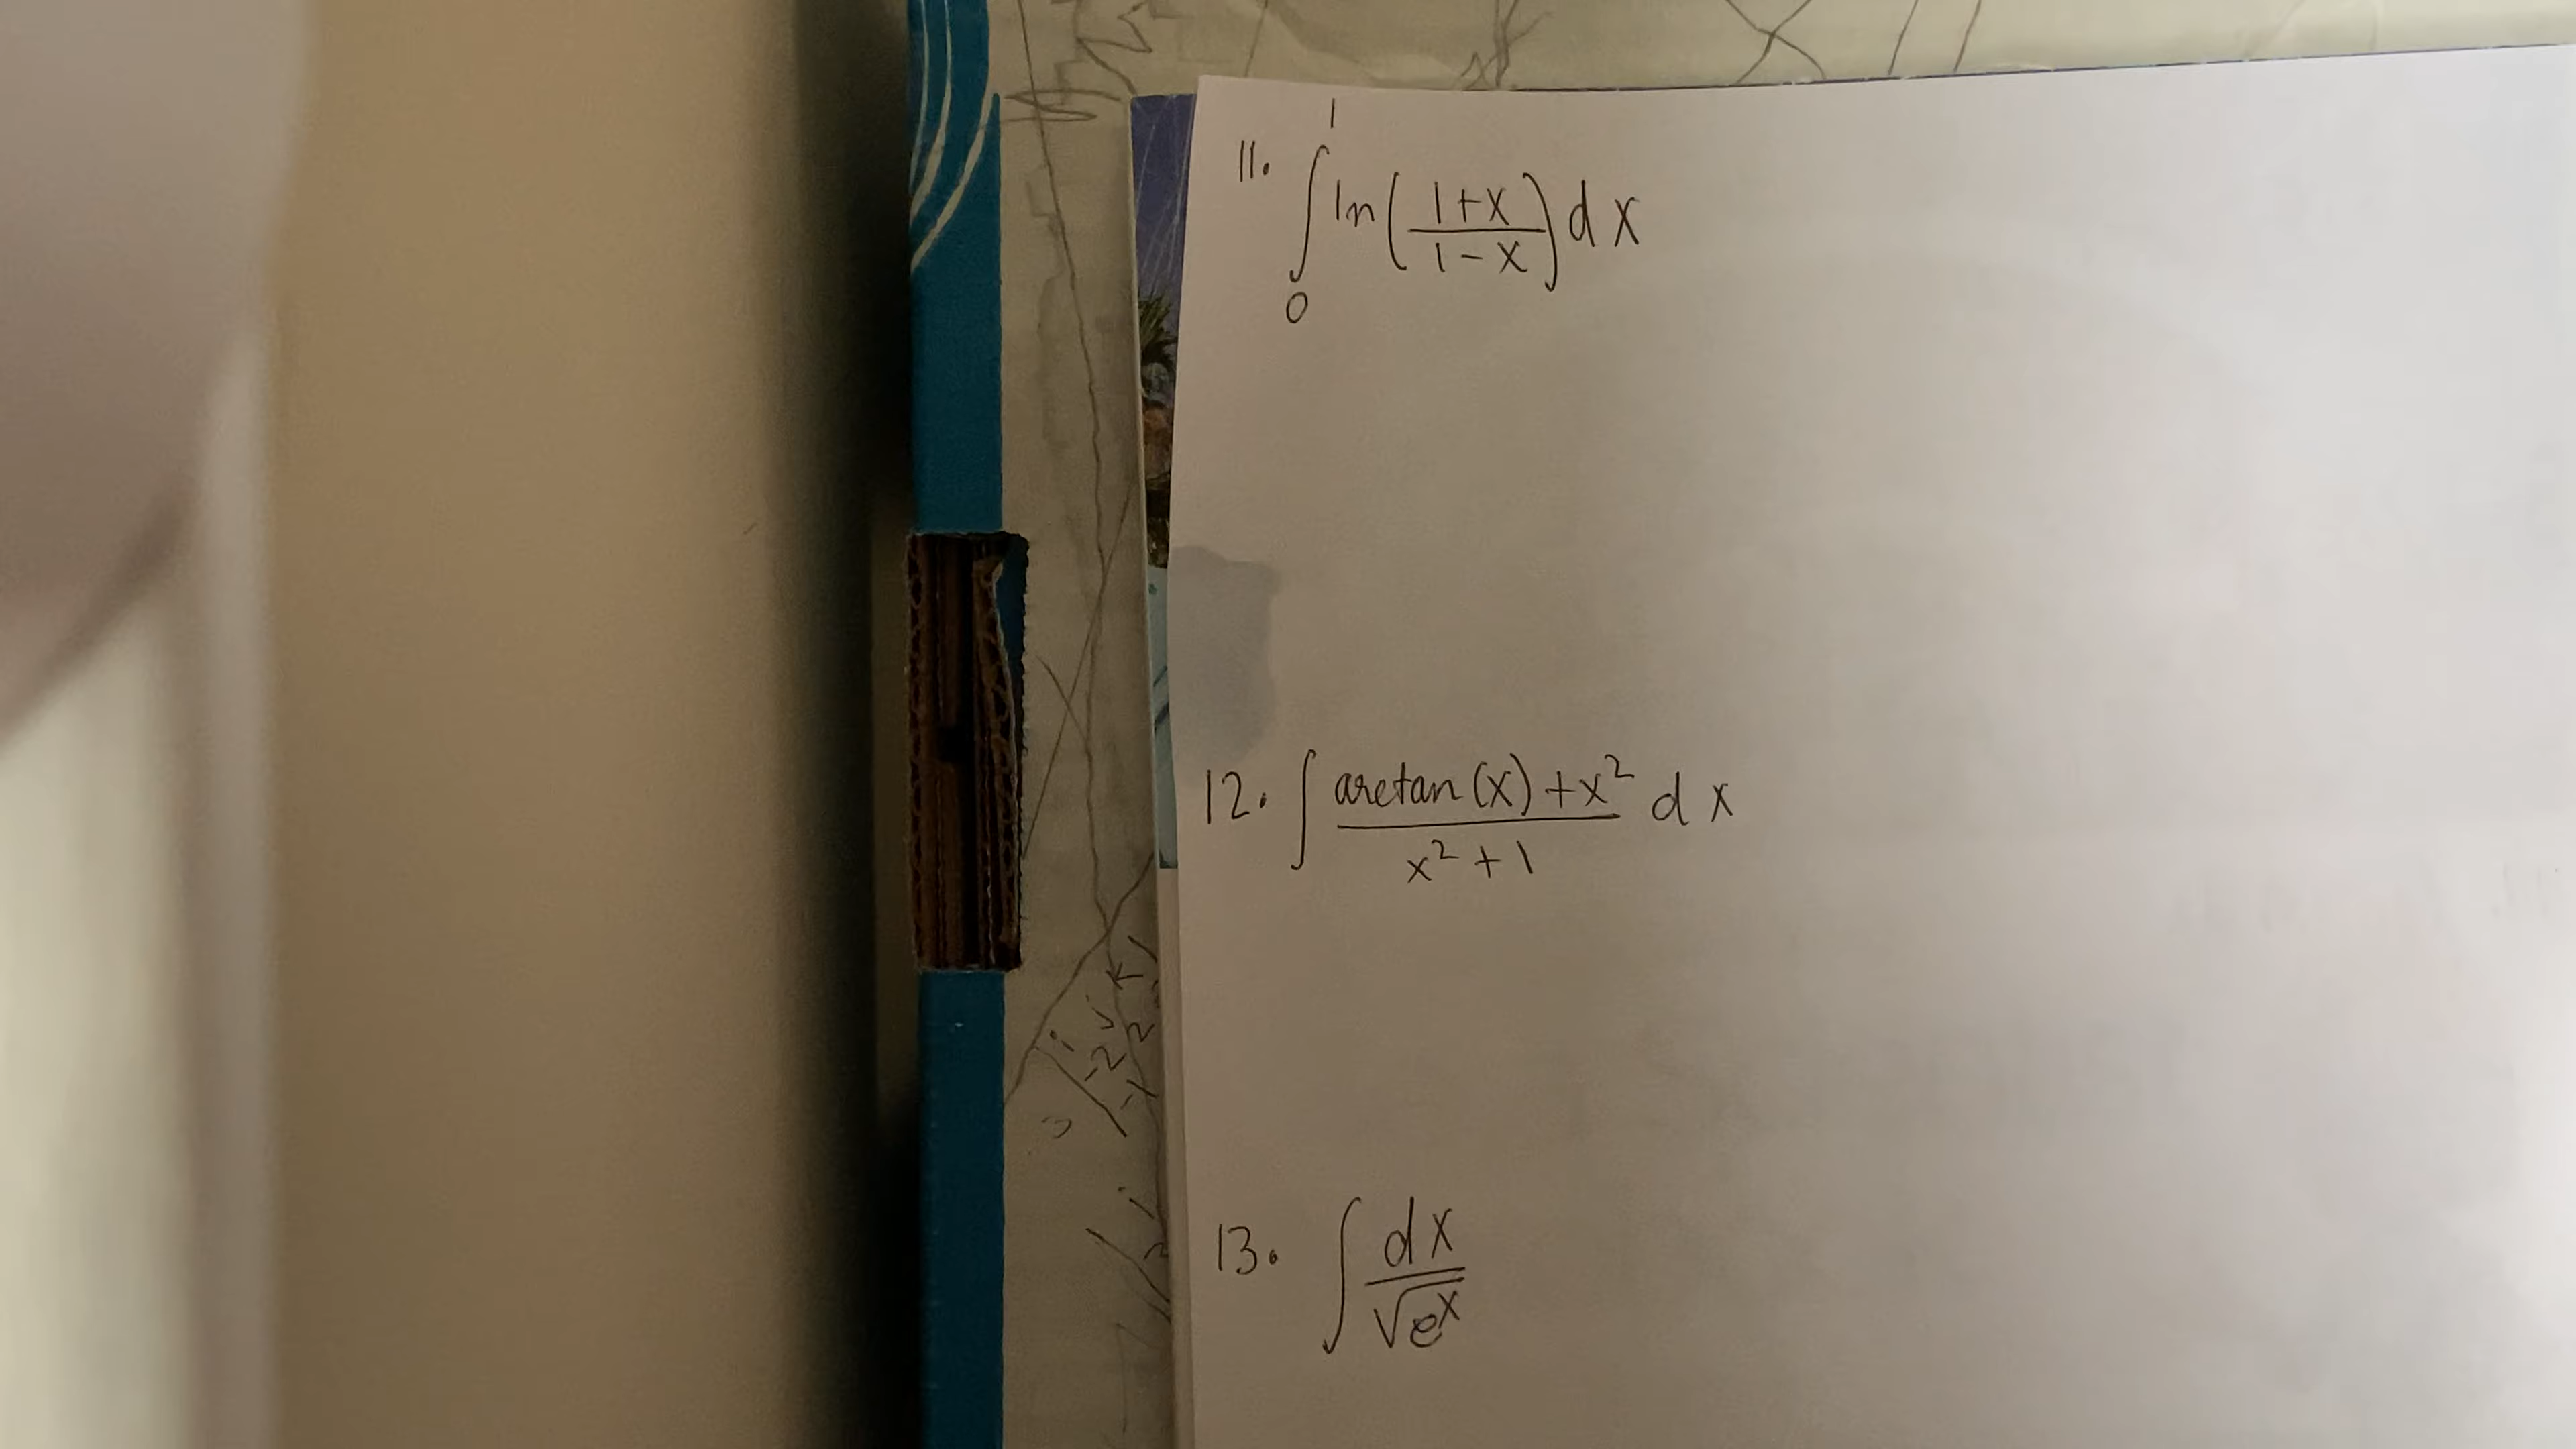 11. ∫₀¹ ln((1+x)/(1-x)) dx
12. ∫ (arctan(x)+x²)/(x²+1) dx
13. ∫ dx/√(eˣ)